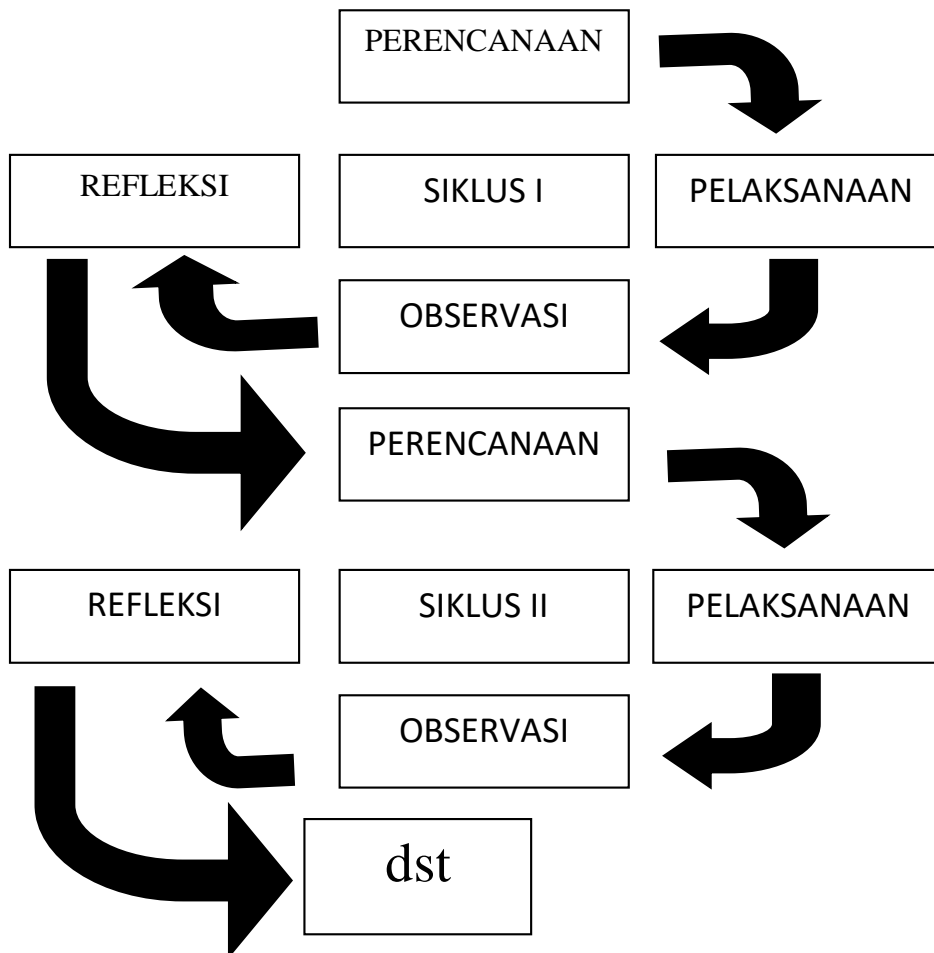 PERENCANAAN
REFLEKSI
SIKLUS I
PELAKSANAAN
OBSERVASI
PERENCANAAN
REFLEKSI
SIKLUS II
PELAKSANAAN
OBSERVASI
dst